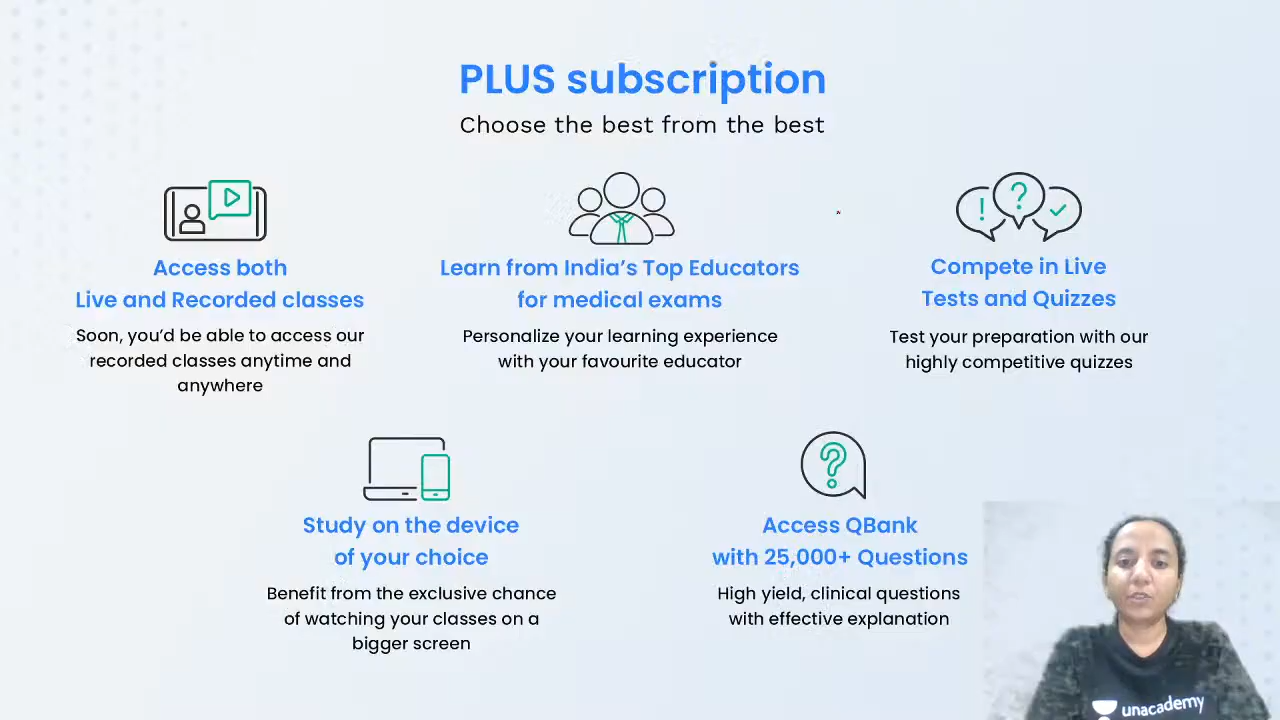 PLUS subscription
Choose the best from the best
Access both
Live and Recorded classes
Soon, you'd be able to access our
recorded classes anytime and
anywhere
Learn from India's Top Educators
for medical exams
Personalize your learning experience
with your favourite educator
Compete in Live
Tests and Quizzes
Test your preparation with our
highly competitive quizzes
Study on the device
of your choice
Benefit from the exclusive chance
of watching your classes on a
bigger screen
Access QBank
with 25,000+ Questions
High yield, clinical questions
with effective explanation
unacademy